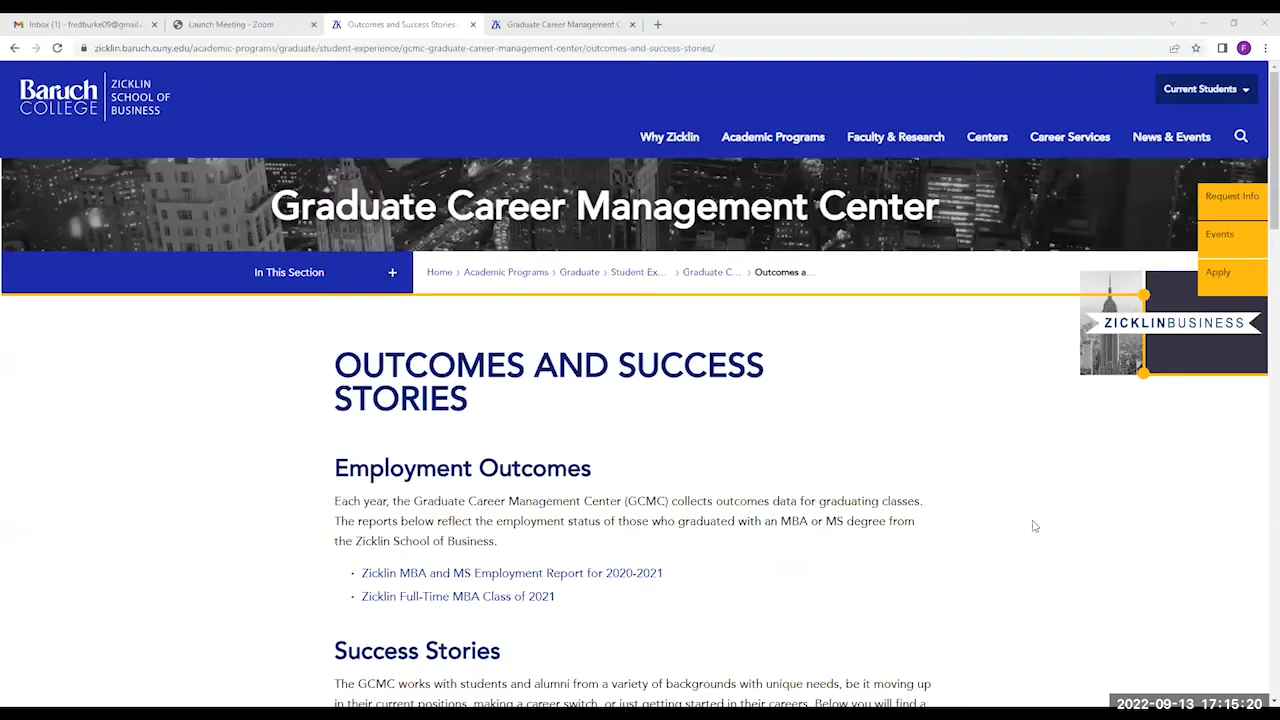 Inbox (1) - fredburke09@gmail.c
Launch Meeting - Zoom
Outcomes and Success Stories -
Graduate Career Management C
zicklin.baruch.cuny.edu/academic-programs/graduate/student-experience/gcmc-graduate-career-management-center/outcomes-and-success-stories/
F
Baruch
COLLEGE
ZICKLIN
SCHOOL OF
BUSINESS
Current Students
Why Zicklin Academic Programs Faculty & Research Centers Career Services News & Events
Graduate Career Management Center
Request Info
Events
Apply
In This Section +
Home › Academic Programs › Graduate › Student Ex... › Graduate C... › Outcomes a...
ZICKLINBUSINESS
OUTCOMES AND SUCCESS
STORIES
Employment Outcomes
Each year, the Graduate Career Management Center (GCMC) collects outcomes data for graduating classes.
The reports below reflect the employment status of those who graduated with an MBA or MS degree from
the Zicklin School of Business.
· Zicklin MBA and MS Employment Report for 2020-2021
· Zicklin Full-Time MBA Class of 2021
Success Stories
The GCMC works with students and alumni from a variety of backgrounds with unique needs, be it moving up
in their current positions, making a career switch, or just getting started in their careers. Below you will find a
2022-09-13 17:15:20